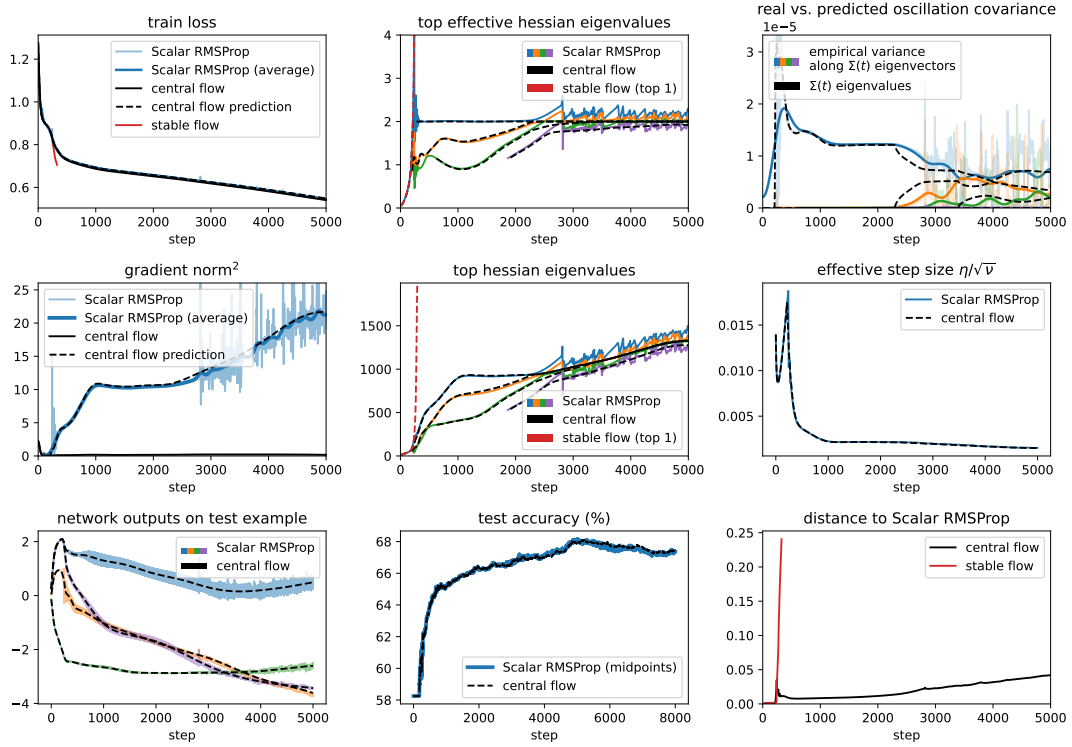 train loss
1.2
1.0
0.8
0.6
0
1000
2000
3000
4000
5000
step
Scalar RMSProp
Scalar RMSProp (average)
central flow
central flow prediction
stable flow
top effective hessian eigenvalues
4
3
2
1
0
0
1000
2000
3000
4000
5000
step
Scalar RMSProp
central flow
stable flow (top 1)
real vs. predicted oscillation covariance
1e−5
3
2
1
0
0
1000
2000
3000
4000
5000
step
empirical variance
along Σ(t) eigenvectors
Σ(t) eigenvalues
gradient norm²
25
20
15
10
5
0
0
1000
2000
3000
4000
5000
step
Scalar RMSProp
Scalar RMSProp (average)
central flow
central flow prediction
top hessian eigenvalues
1500
1000
500
0
0
1000
2000
3000
4000
5000
step
Scalar RMSProp
central flow
stable flow (top 1)
effective step size η/√ν
0.015
0.010
0.005
0
1000
2000
3000
4000
5000
step
Scalar RMSProp
central flow
network outputs on test example
2
0
−2
−4
0
1000
2000
3000
4000
5000
step
Scalar RMSProp
central flow
test accuracy (%)
68
66
64
62
60
58
0
2000
4000
6000
8000
step
Scalar RMSProp (midpoints)
central flow
distance to Scalar RMSProp
0.25
0.20
0.15
0.10
0.05
0.00
0
1000
2000
3000
4000
5000
step
central flow
stable flow